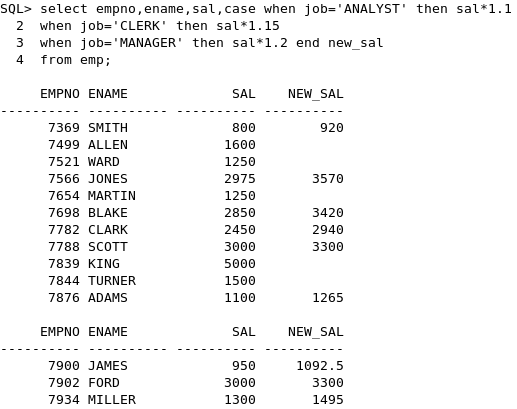 SQL> select empno,ename,sal,case when job='ANALYST' then sal*1.1
  2  when job='CLERK' then sal*1.15
  3  when job='MANAGER' then sal*1.2 end new_sal
  4  from emp;

     EMPNO ENAME             SAL    NEW_SAL
---------- ---------- ---------- ----------
      7369 SMITH             800        920
      7499 ALLEN            1600
      7521 WARD             1250
      7566 JONES            2975       3570
      7654 MARTIN           1250
      7698 BLAKE            2850       3420
      7782 CLARK            2450       2940
      7788 SCOTT            3000       3300
      7839 KING             5000
      7844 TURNER           1500
      7876 ADAMS            1100       1265

     EMPNO ENAME             SAL    NEW_SAL
---------- ---------- ---------- ----------
      7900 JAMES             950     1092.5
      7902 FORD             3000       3300
      7934 MILLER           1300       1495